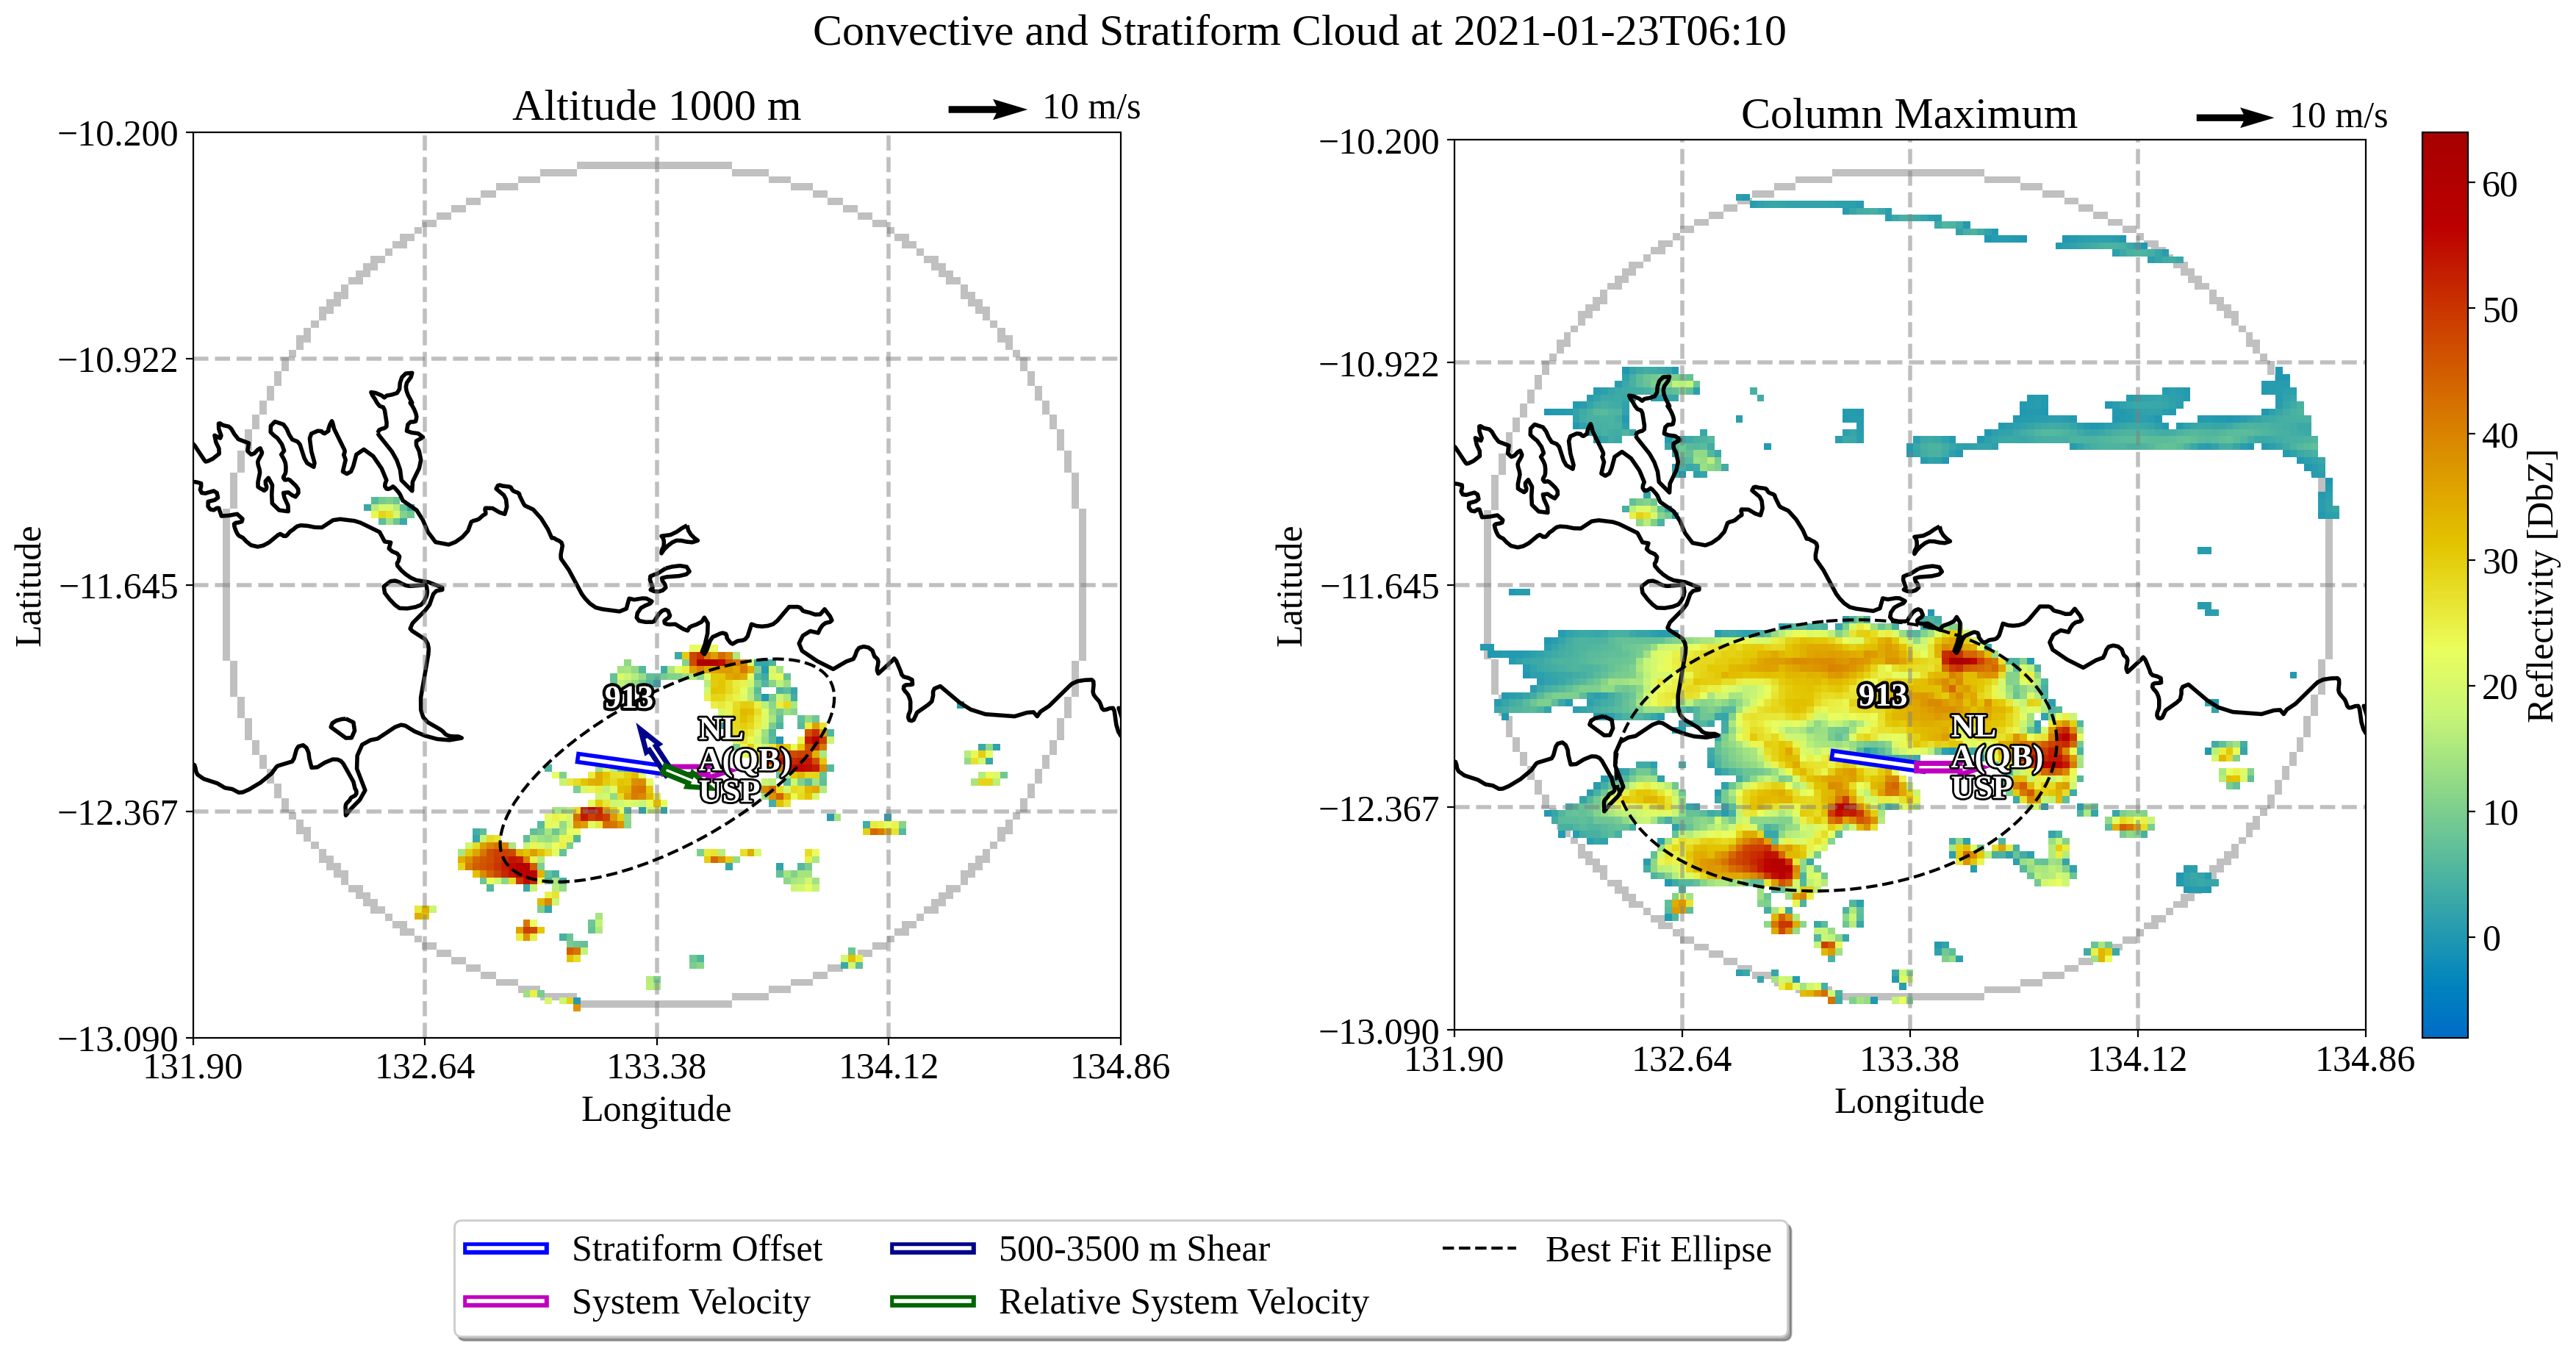 Convective and Stratiform Cloud at 2021-01-23T06:10
Altitude 1000 m
10 m/s
−10.200
−10.922
−11.645
−12.367
−13.090
131.90
132.64
133.38
134.12
134.86
Latitude
Longitude
913
NL
A(QB)
USP
Column Maximum
10 m/s
−10.200
−10.922
−11.645
−12.367
−13.090
131.90
132.64
133.38
134.12
134.86
Latitude
Longitude
913
NL
A(QB)
USP
60
50
40
30
20
10
0
Reflectivity [DbZ]
Stratiform Offset
System Velocity
500-3500 m Shear
Relative System Velocity
Best Fit Ellipse